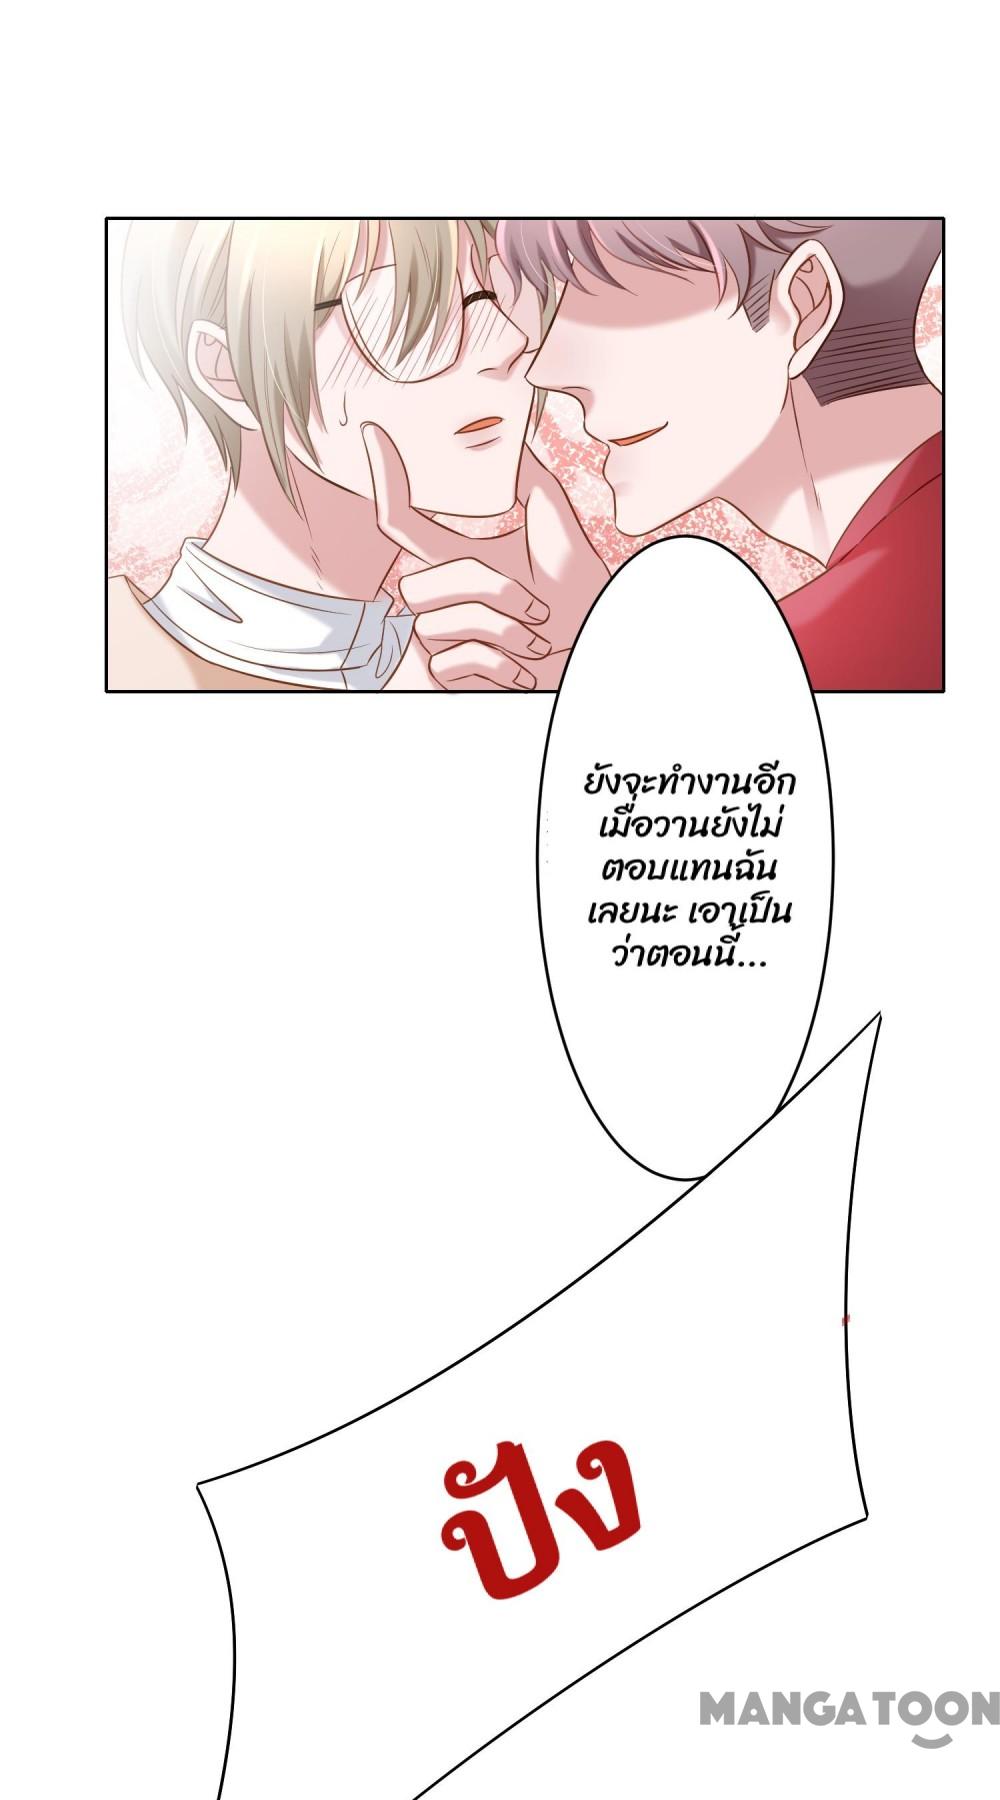 ยังจะทำงานอีก
เมื่อวานยังไม่
ตอบแทนฉัน
เลยนะ เอาเป็น
ว่าตอนนี้...
ปัง
MANGATOON